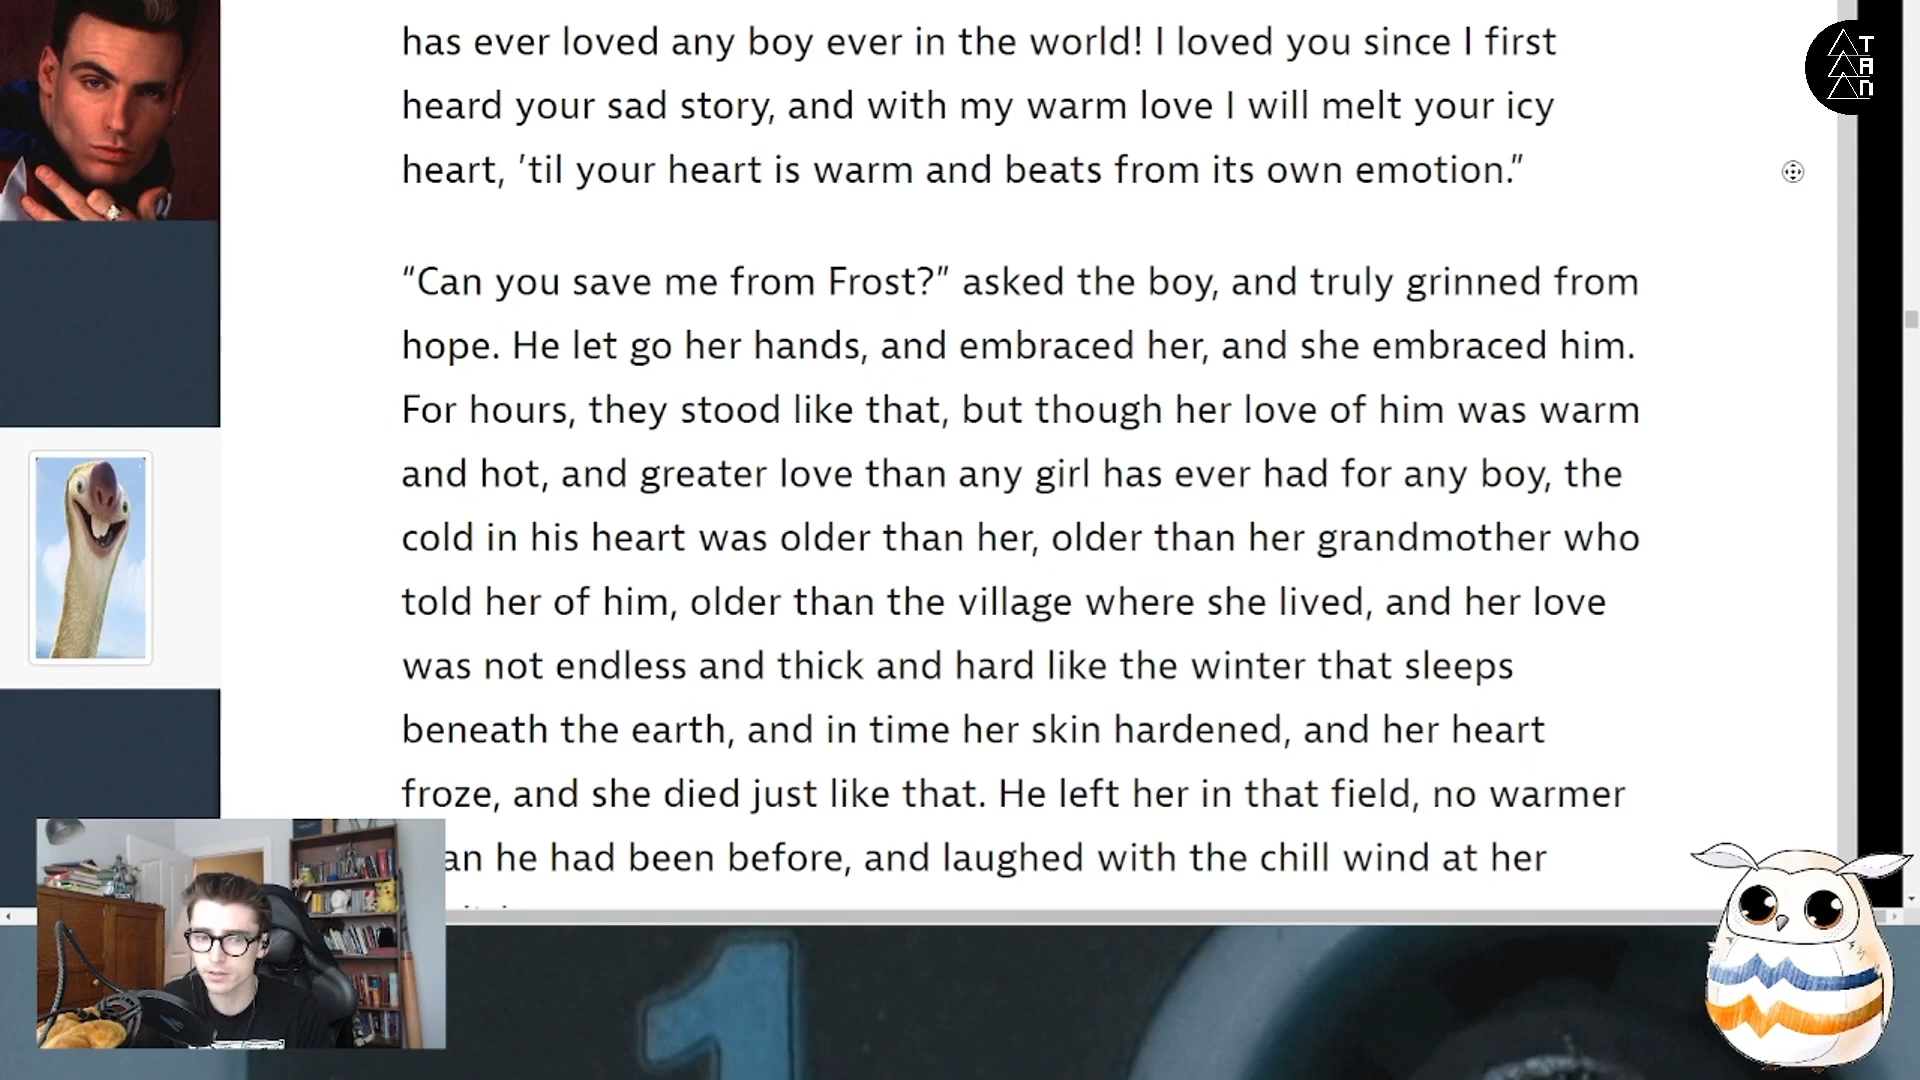 has ever loved any boy ever in the world! I loved you since I first
heard your sad story, and with my warm love I will melt your icy
heart, ’til your heart is warm and beats from its own emotion.”
“Can you save me from Frost?” asked the boy, and truly grinned from
hope. He let go her hands, and embraced her, and she embraced him.
For hours, they stood like that, but though her love of him was warm
and hot, and greater love than any girl has ever had for any boy, the
cold in his heart was older than her, older than her grandmother who
told her of him, older than the village where she lived, and her love
was not endless and thick and hard like the winter that sleeps
beneath the earth, and in time her skin hardened, and her heart
froze, and she died just like that. He left her in that field, no warmer
an he had been before, and laughed with the chill wind at her
TAN
1